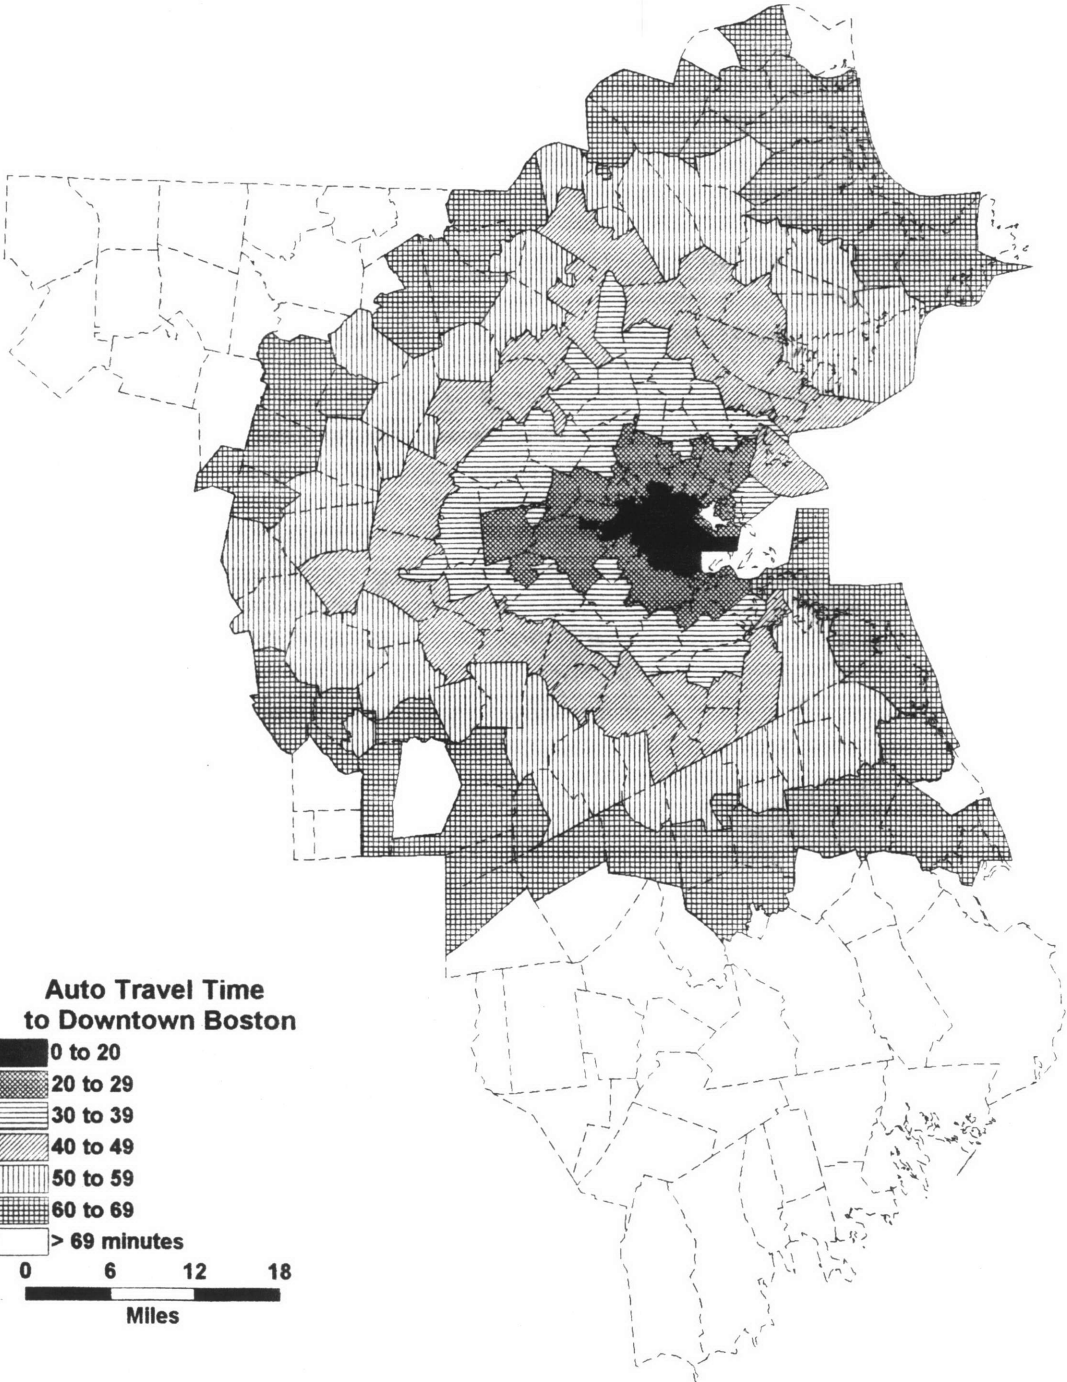 Auto Travel Time
to Downtown Boston
0 to 20
20 to 29
30 to 39
40 to 49
50 to 59
60 to 69
> 69 minutes
0 6 12 18
Miles